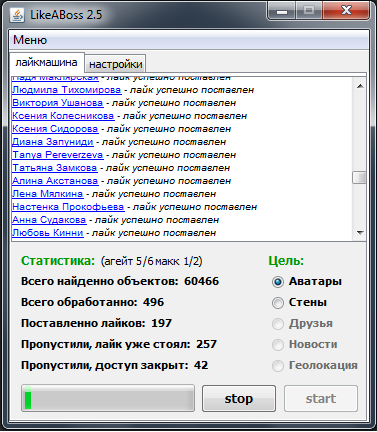 LikeABoss 2.5
Меню
лайкмашина настройки
Надя Маклярская - лайк успешно поставлен
Людмила Тихомирова - лайк успешно поставлен
Виктория Ушанова - лайк успешно поставлен
Ксения Колесникова - лайк успешно поставлен
Ксения Сидорова - лайк успешно поставлен
Диана Запуниди - лайк успешно поставлен
Tanya Pereverzeva - лайк успешно поставлен
Татьяна Замкова - лайк успешно поставлен
Алина Акстанова - лайк успешно поставлен
Лена Мялкина - лайк успешно поставлен
Настенка Прокофьева - лайк успешно поставлен
Анна Судакова - лайк успешно поставлен
Любовь Кинни - лайк успешно поставлен
Статистика: (агейт 5/6 макк 1/2) Цель:
Всего найденно объектов: 60466 Аватары
Всего обработанно: 496 Стены
Поставленно лайков: 197 Друзья
Пропустили, лайк уже стоял: 257 Новости
Пропустили, доступ закрыт: 42 Геолокация
stop start